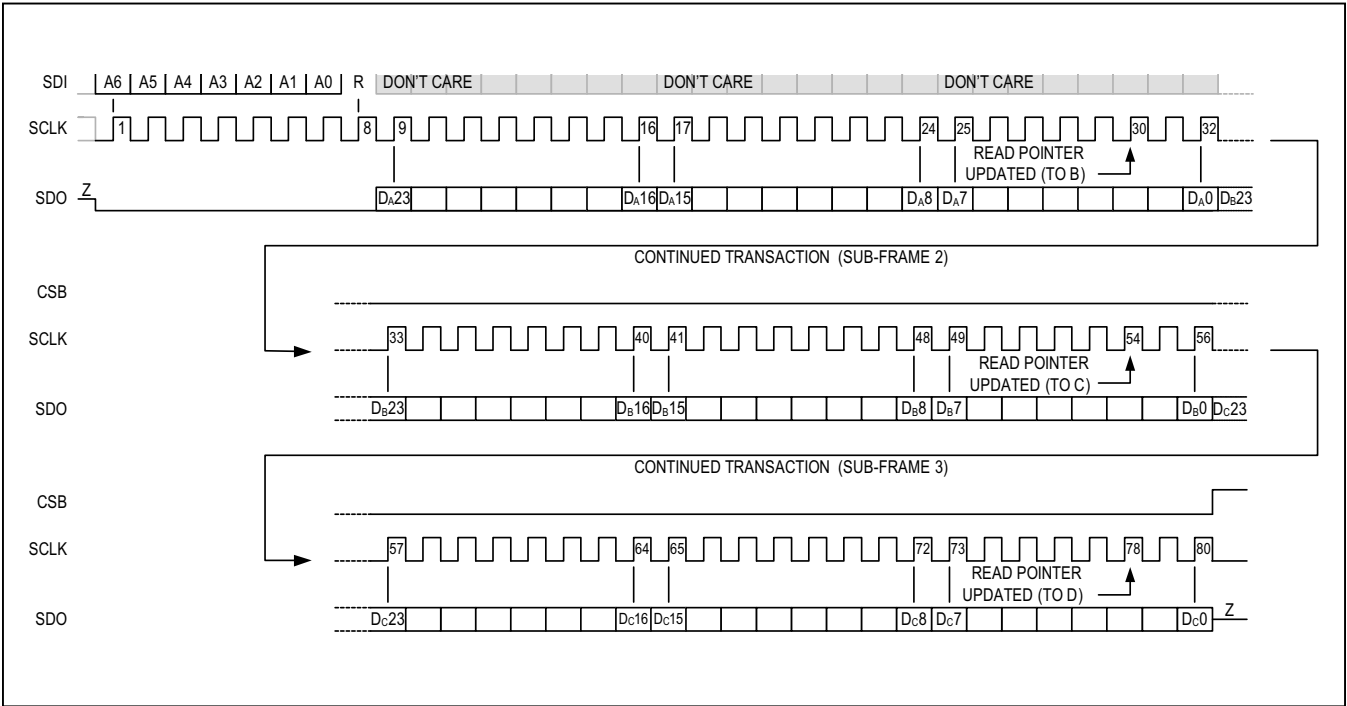 SDI A6 A5 A4 A3 A2 A1 A0 R DON'T CARE DON'T CARE DON'T CARE
SCLK 1 8 9 16 17 24 25 30 32
READ POINTER
UPDATED (TO B)
SDO Z DA23 DA16 DA15 DA8 DA7 DA0 DB23
CONTINUED TRANSACTION (SUB-FRAME 2)
CSB
SCLK 33 40 41 48 49 54 56
READ POINTER
UPDATED (TO C)
SDO DB23 DB16 DB15 DB8 DB7 DB0 DC23
CONTINUED TRANSACTION (SUB-FRAME 3)
CSB
SCLK 57 64 65 72 73 78 80
READ POINTER
UPDATED (TO D)
SDO DC23 DC16 DC15 DC8 DC7 DC0 Z